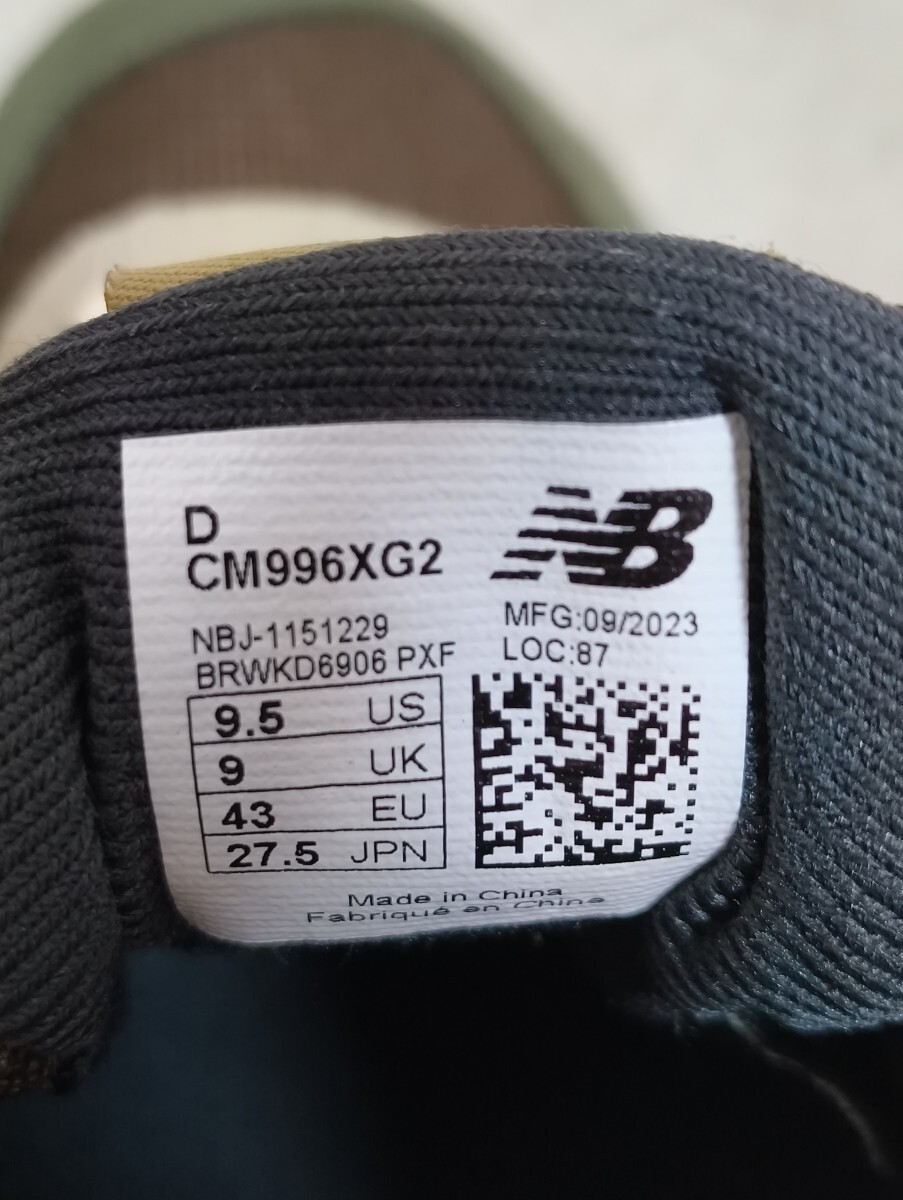 D
CM996XG2
NB
NBJ-1151229
BRWKD6906 PXF
MFG:09/2023
LOC:87
9.5 US
9 UK
43 EU
27.5 JPN
Made in China
Fabriqué en Chine